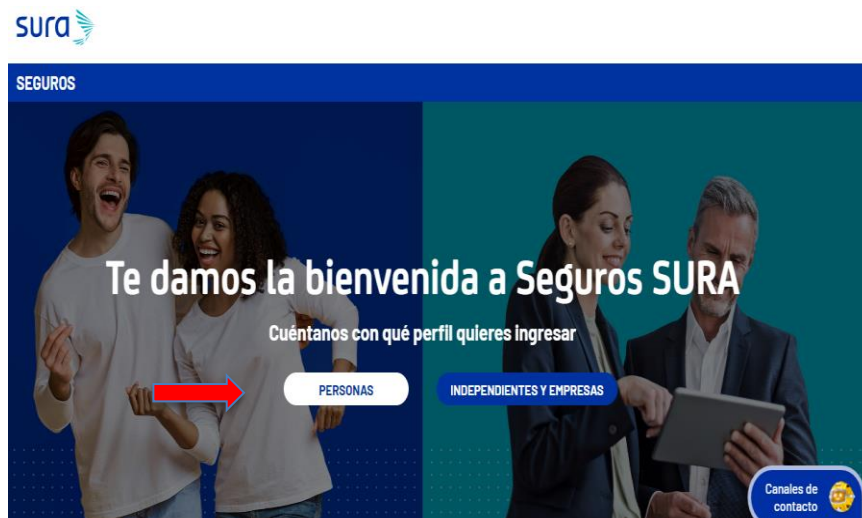 sura
SEGUROS
Te damos la bienvenida a Seguros SURA
Cuéntanos con qué perfil quieres ingresar
PERSONAS
INDEPENDIENTES Y EMPRESAS
Canales de
contacto